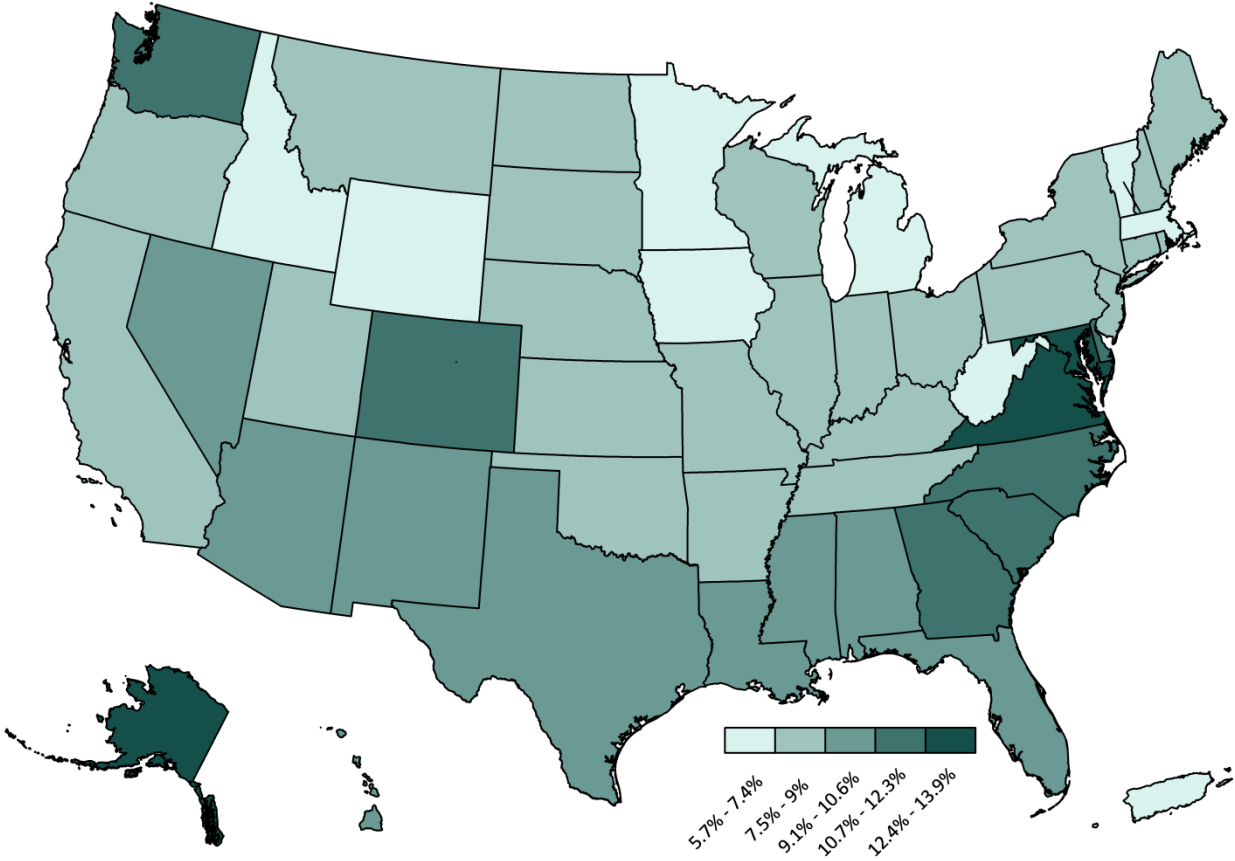 5.7% - 7.4%
7.5% - 9%
9.1% - 10.6%
10.7% - 12.3%
12.4% - 13.9%